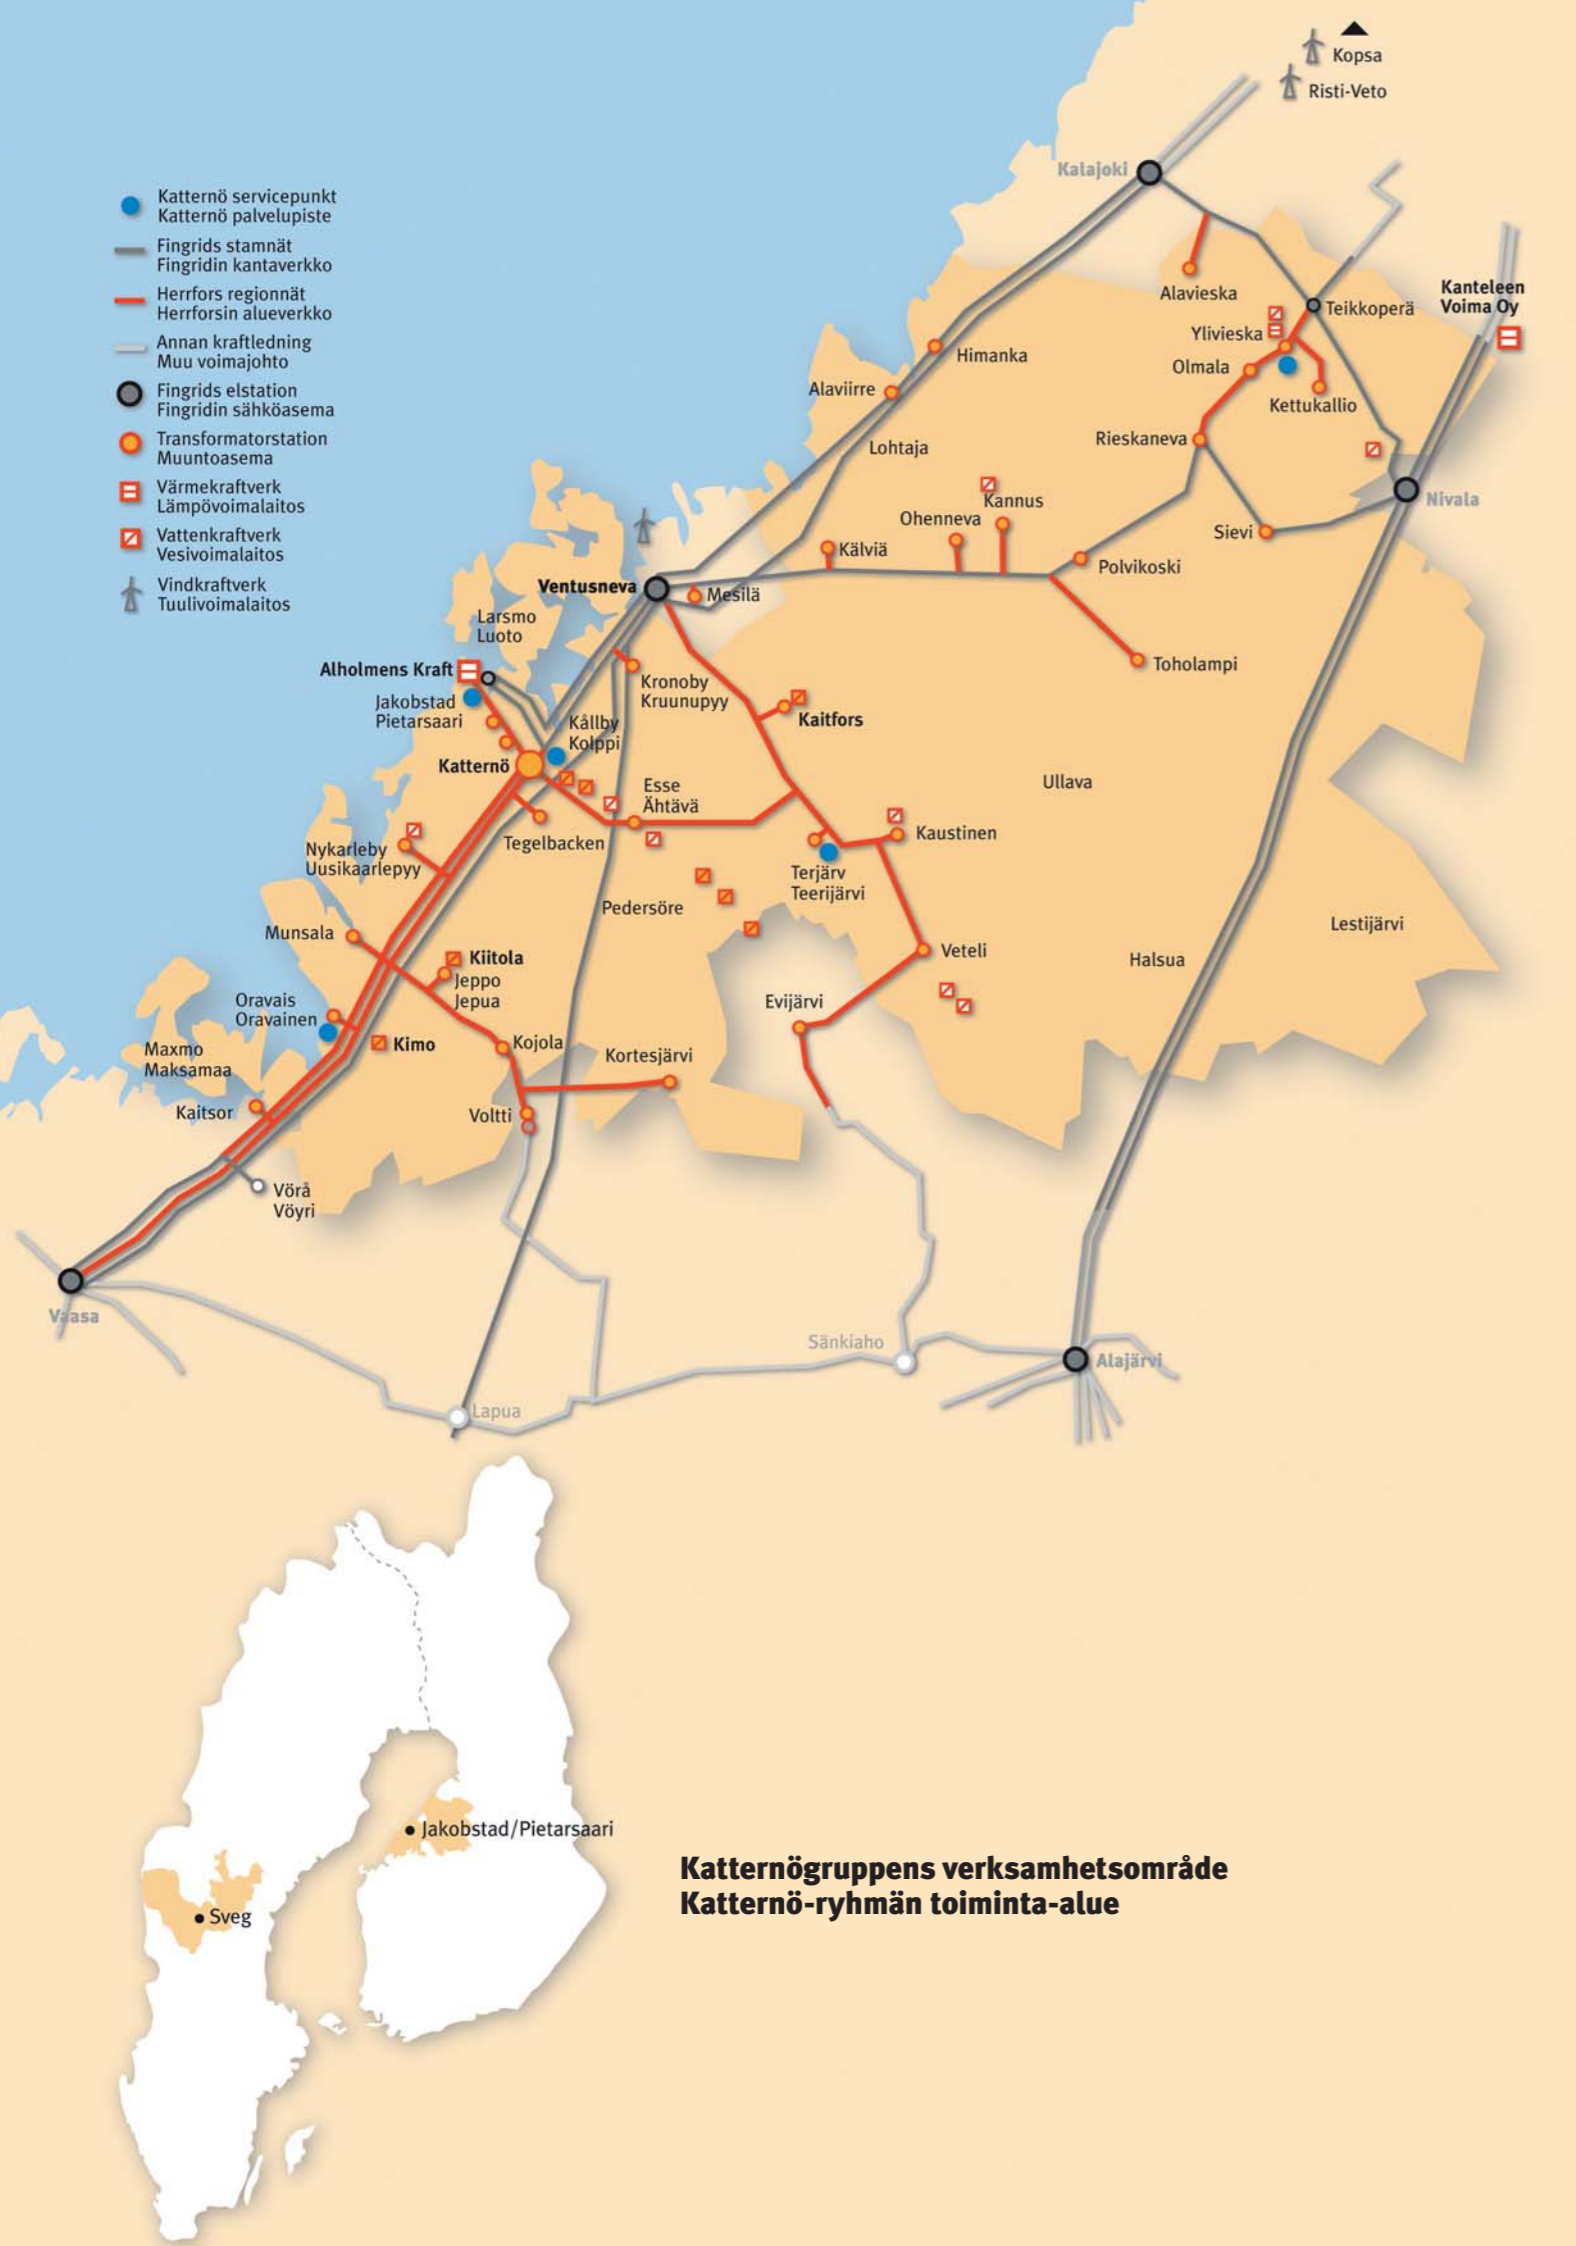 Kopsa
Risti-Veto
Kalajoki
Katternö servicepunkt
Katternö palvelupiste
Fingrids stamnät
Fingridin kantaverkko
Herrfors regionnät
Herrforsin alueverkko
Annan kraftledning
Muu voimajohto
Fingrids elstation
Fingridin sähköasema
Transformatorstation
Muuntoasema
Värmekraftverk
Lämpövoimalaitos
Vattenkraftverk
Vesivoimalaitos
Vindkraftverk
Tuulivoimalaitos
Alavieska
Teikkoperä
Kanteleen
Voima Oy
Ylivieska
Olmala
Kettukallio
Himanka
Alaviirre
Lohtaja
Rieskaneva
Nivala
Kannus
Ohenneva
Sievi
Kälviä
Polvikoski
Ventusneva
Mesilä
Larsmo
Luoto
Toholampi
Alholmens Kraft
Jakobstad
Pietarsaari
Kronoby
Kruunupyy
Kaitfors
Kållby
Kolppi
Katternö
Esse
Ähtävä
Ullava
Tegelbacken
Kaustinen
Nykarleby
Uusikaarlepyy
Terjärv
Teerijärvi
Pedersöre
Lestijärvi
Munsala
Veteli
Halsua
Kiitola
Jeppo
Jepua
Evijärvi
Oravais
Oravainen
Kimo
Kojola
Kortesjärvi
Maxmo
Maksamaa
Kaitsor
Voltti
Vörå
Vöyri
Vaasa
Sänkiaho
Alajärvi
Lapua
Jakobstad/Pietarsaari
Sveg
Katternögruppens verksamhetsområde
Katternö-ryhmän toiminta-alue